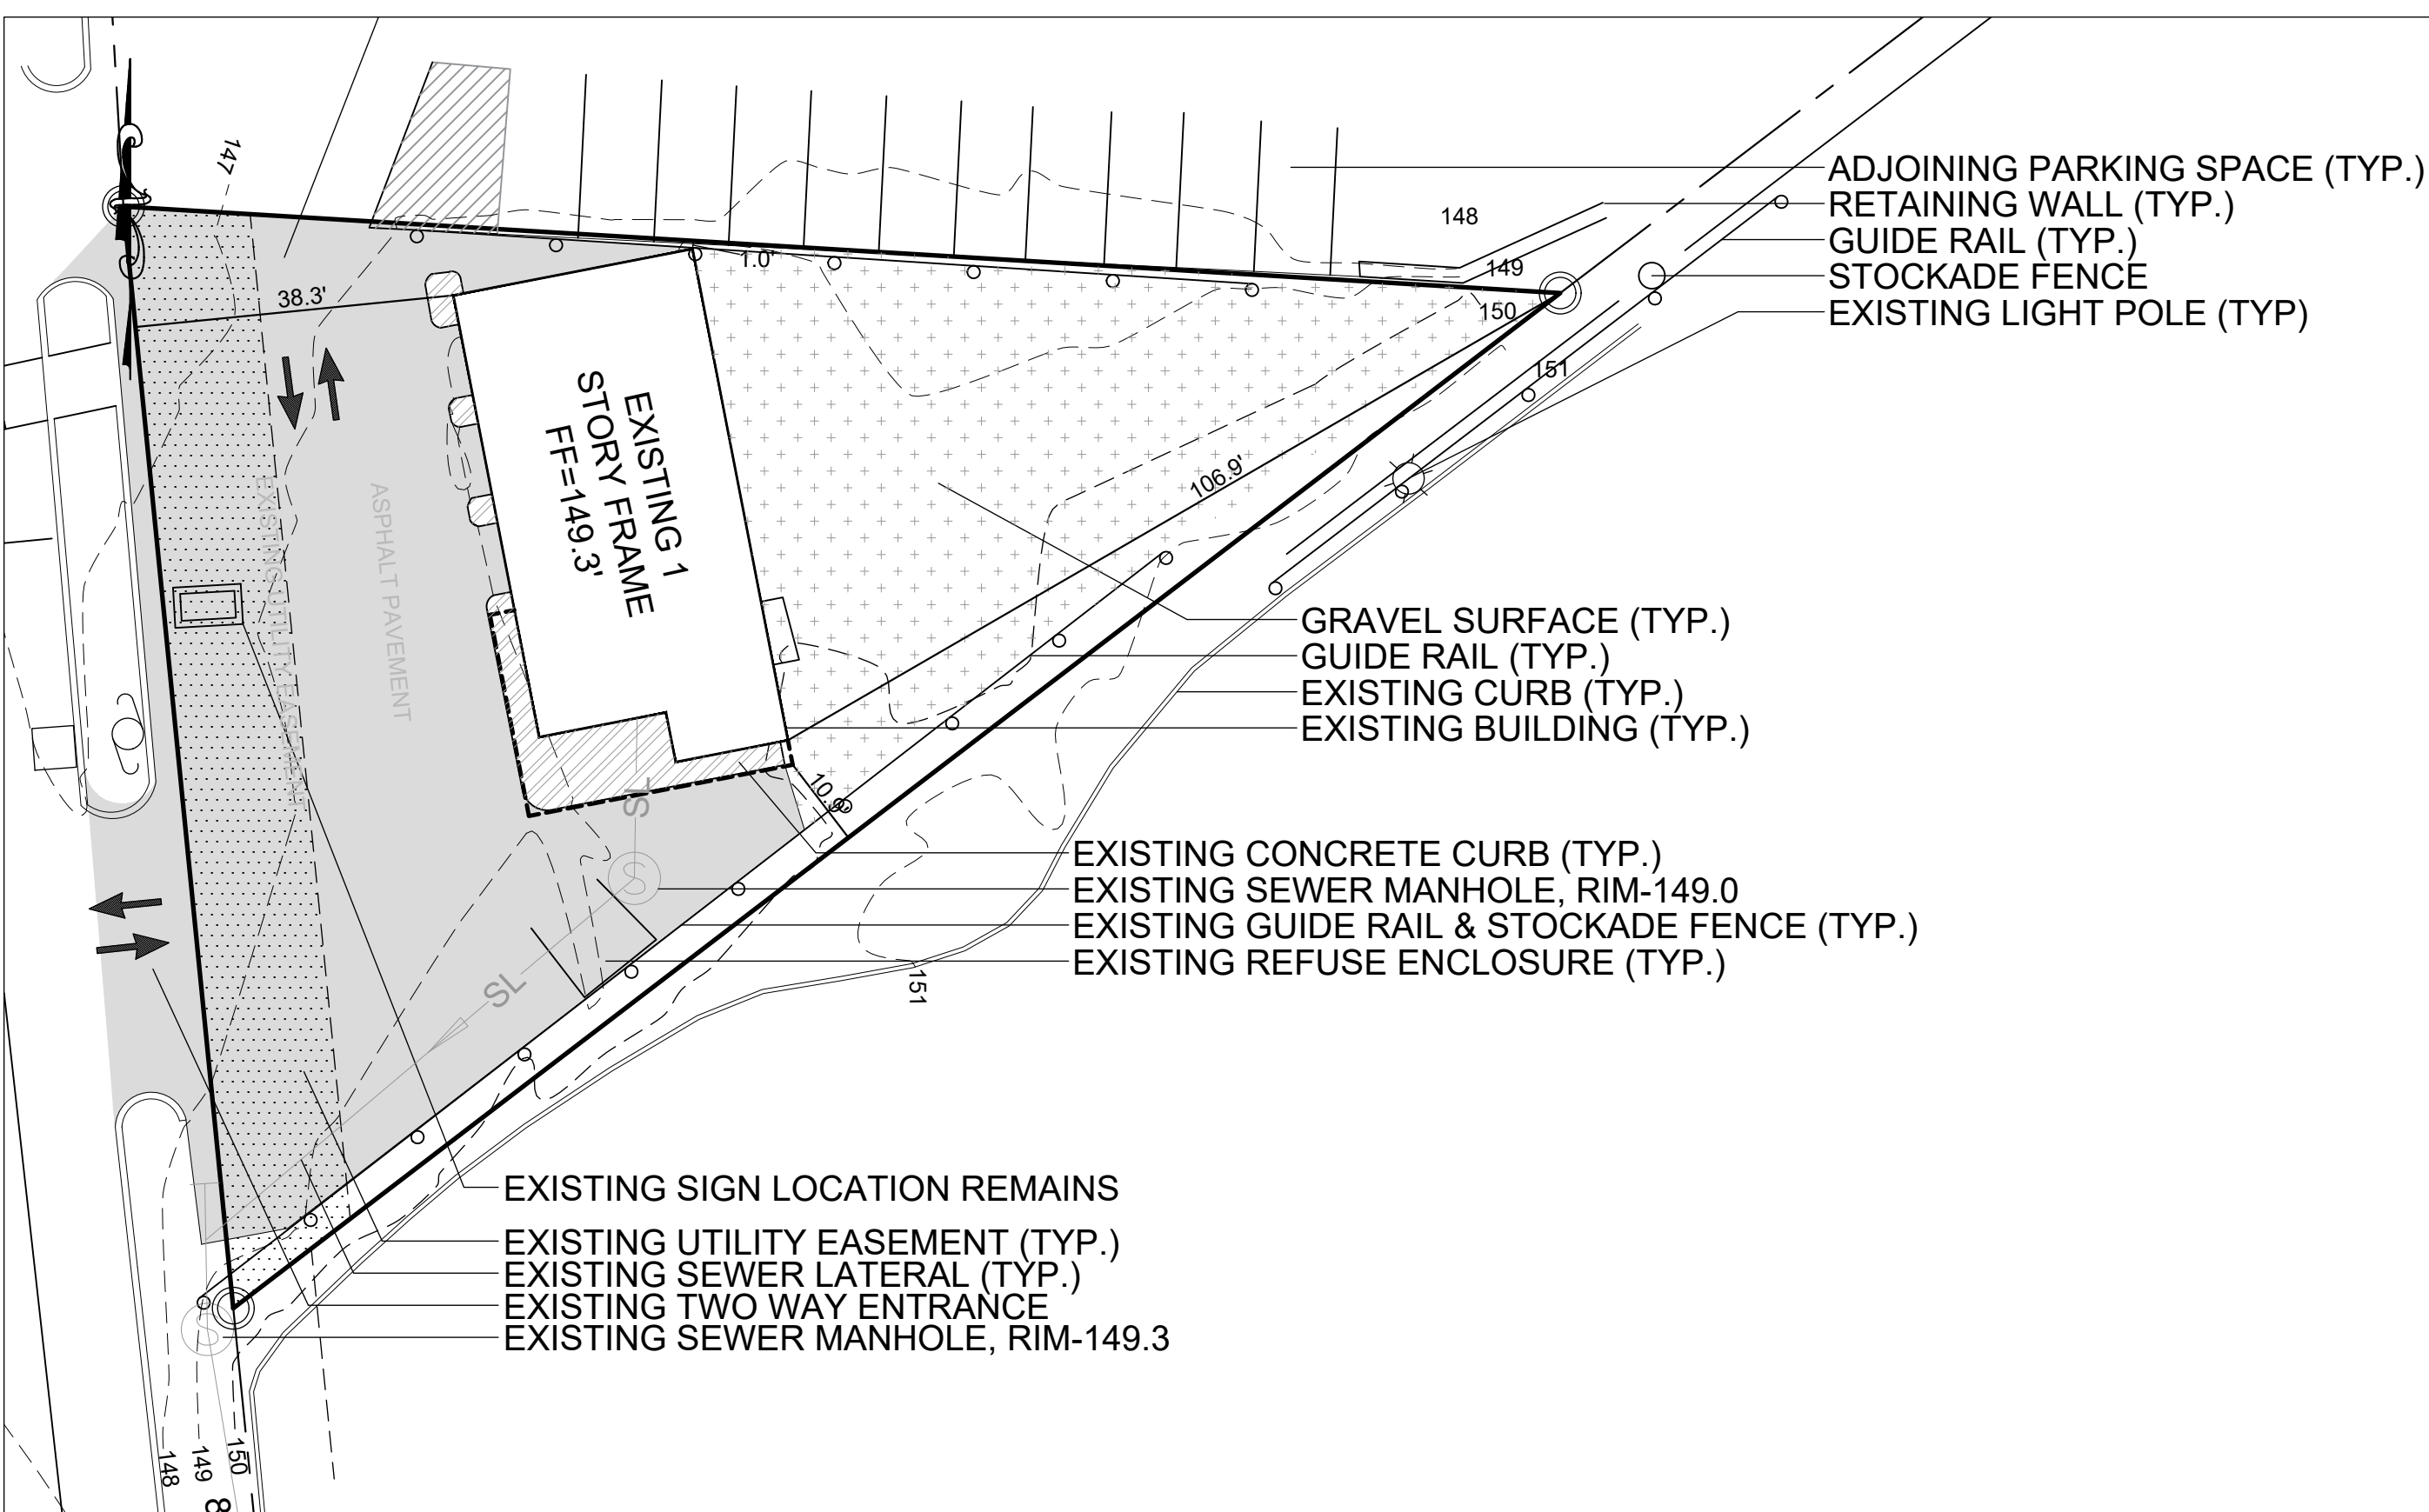 147
ADJOINING PARKING SPACE (TYP.)
RETAINING WALL (TYP.)
GUIDE RAIL (TYP.)
STOCKADE FENCE
EXISTING LIGHT POLE (TYP)
148
149
150
151
1.0'
38.3'
EXISTING 1
STORY FRAME
FF=149.3'
ASPHALT PAVEMENT
EXISTING UTILITY EASEMENT
106.9'
GRAVEL SURFACE (TYP.)
GUIDE RAIL (TYP.)
EXISTING CURB (TYP.)
EXISTING BUILDING (TYP.)
SL
EXISTING CONCRETE CURB (TYP.)
EXISTING SEWER MANHOLE, RIM-149.0
EXISTING GUIDE RAIL & STOCKADE FENCE (TYP.)
EXISTING REFUSE ENCLOSURE (TYP.)
S
SL
151
EXISTING SIGN LOCATION REMAINS
EXISTING UTILITY EASEMENT (TYP.)
EXISTING SEWER LATERAL (TYP.)
EXISTING TWO WAY ENTRANCE
EXISTING SEWER MANHOLE, RIM-149.3
S
148
149
150
8